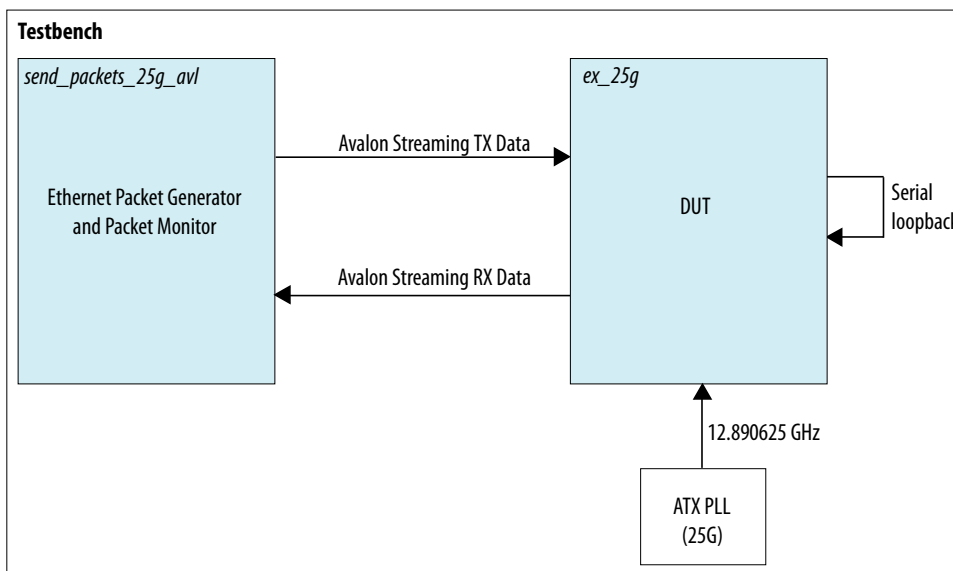 Testbench
send_packets_25g_avl
ex_25g
Avalon Streaming TX Data
Ethernet Packet Generator
and Packet Monitor
DUT
Serial
loopback
Avalon Streaming RX Data
12.890625 GHz
ATX PLL
(25G)